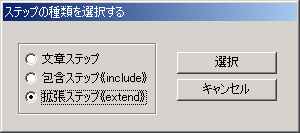 ステップの種類を選択する
文章ステップ
包含ステップ《include》
拡張ステップ《extend》
選択
キャンセル